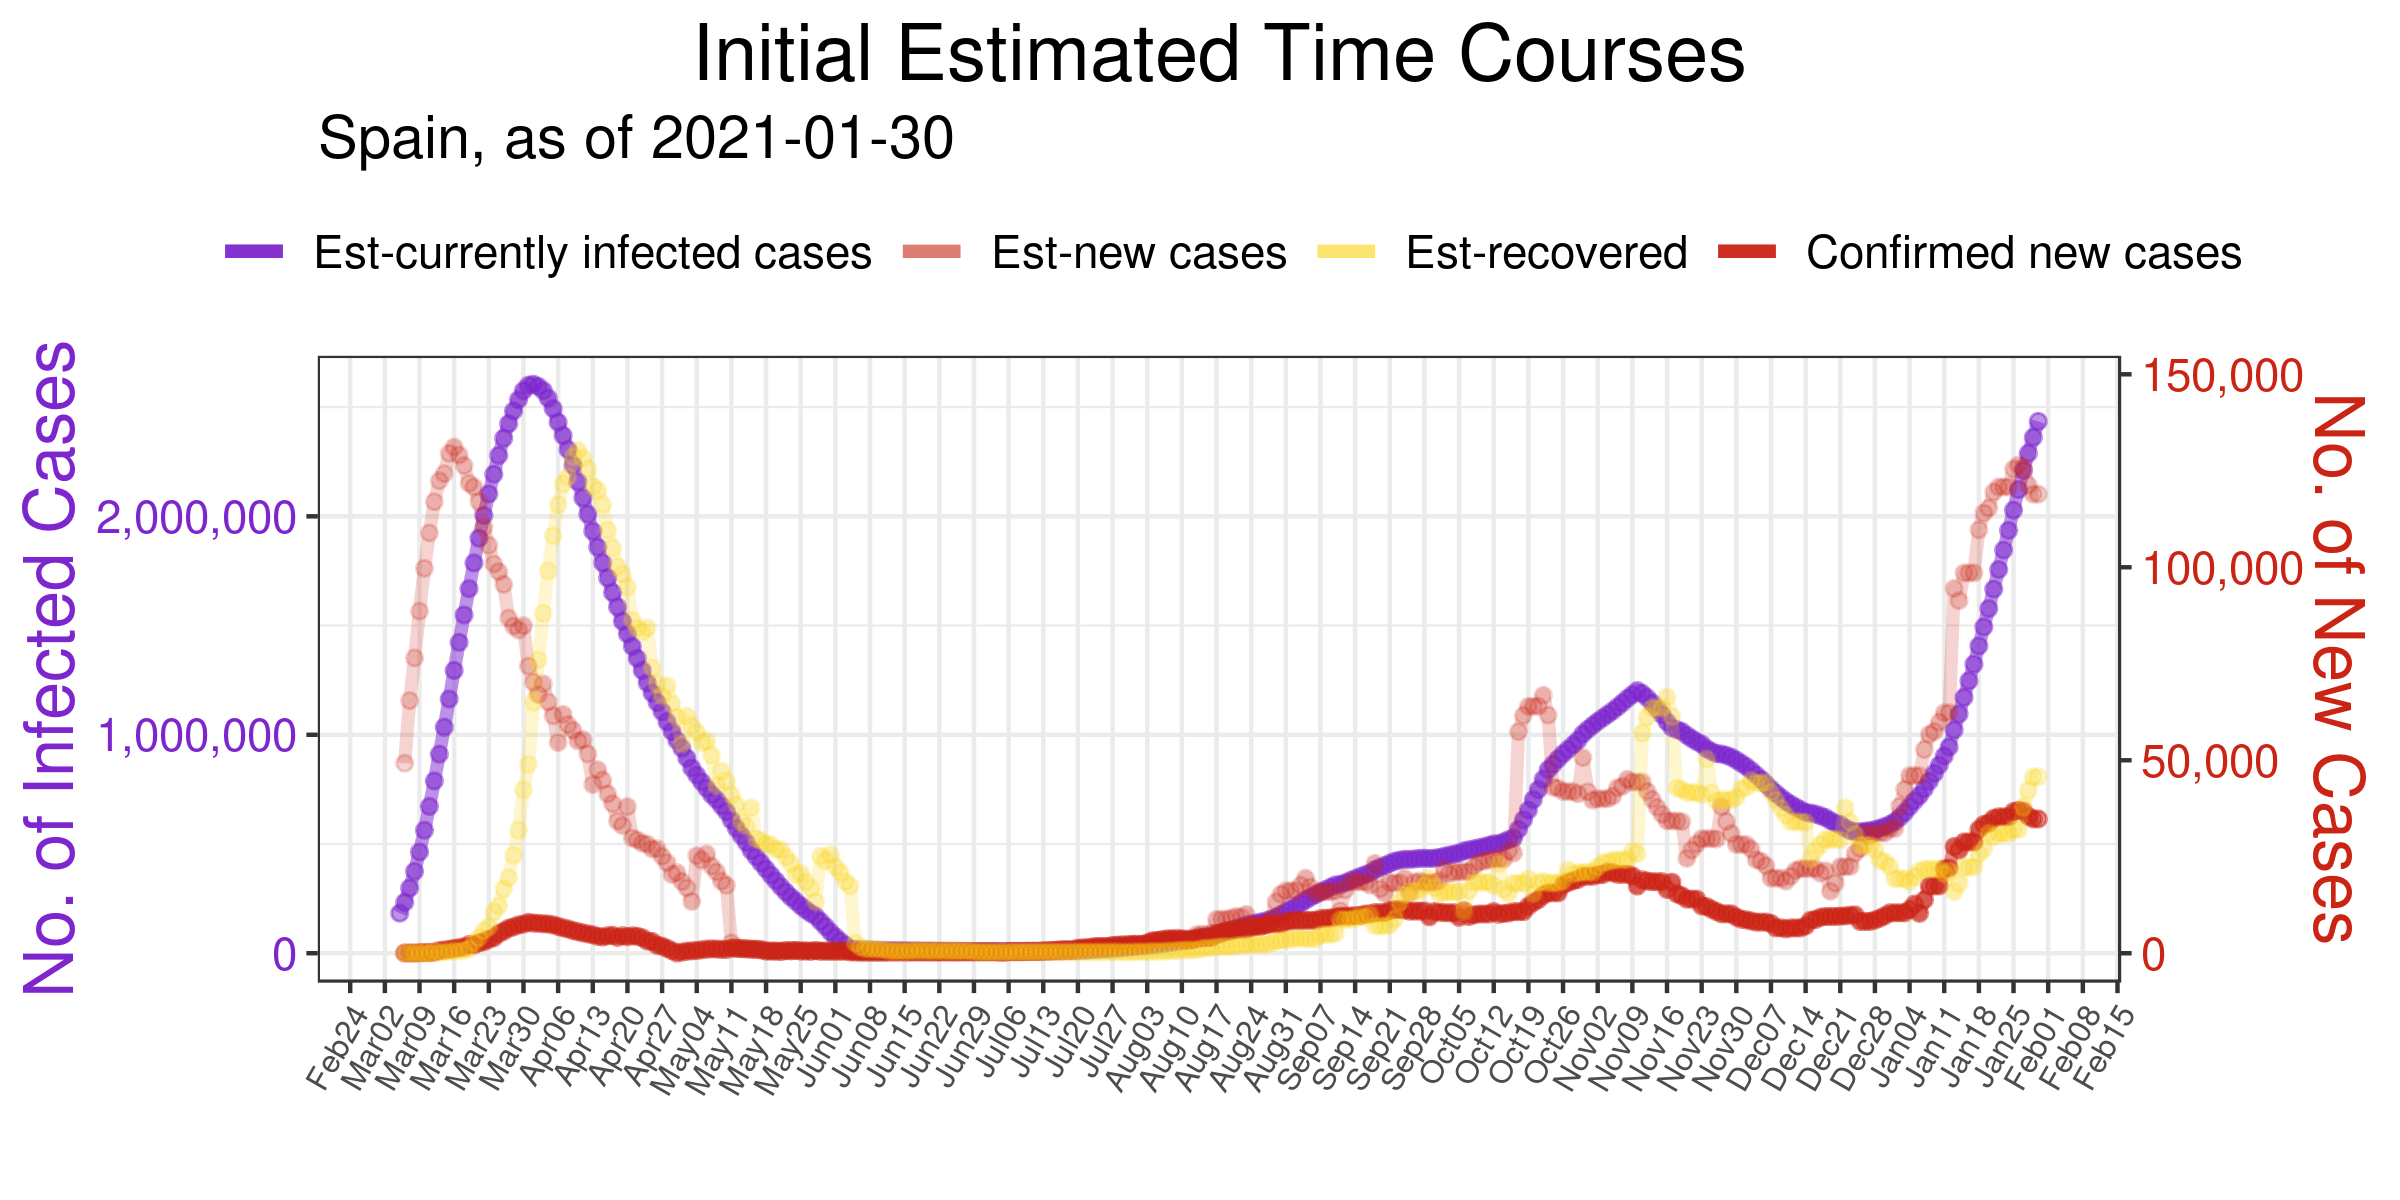 Initial Estimated Time Courses
Spain, as of 2021-01-30
Est-currently infected cases
Est-new cases
Est-recovered
Confirmed new cases
No. of Infected Cases
2,000,000
1,000,000
0
150,000
100,000
50,000
0
No. of New Cases
Feb24
Mar02
Mar09
Mar16
Mar23
Mar30
Apr06
Apr13
Apr20
Apr27
May04
May11
May18
May25
Jun01
Jun08
Jun15
Jun22
Jun29
Jul06
Jul13
Jul20
Jul27
Aug03
Aug10
Aug17
Aug24
Aug31
Sep07
Sep14
Sep21
Sep28
Oct05
Oct12
Oct19
Oct26
Nov02
Nov09
Nov16
Nov23
Nov30
Dec07
Dec14
Dec21
Dec28
Jan04
Jan11
Jan18
Jan25
Feb01
Feb08
Feb15